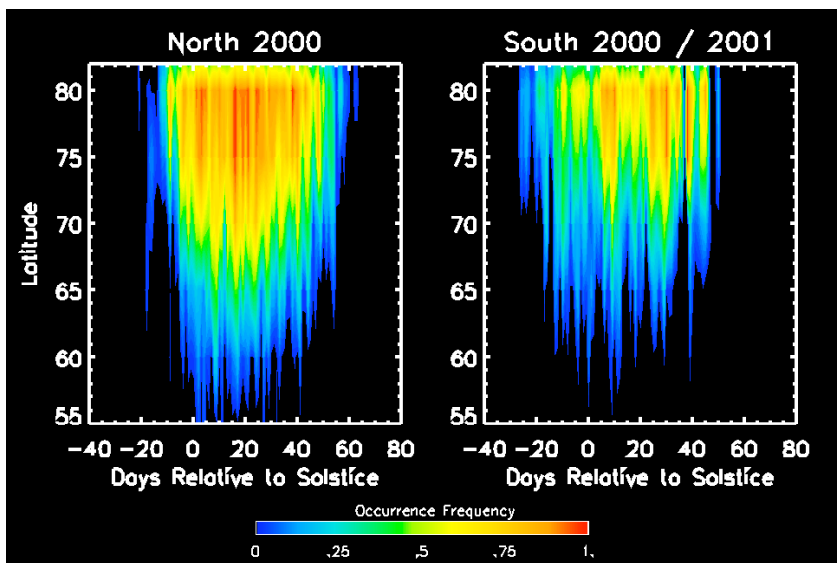 North 2000
South 2000 / 2001
Latitude
80
75
70
65
60
55
80
75
70
65
60
55
-40 -20 0 20 40 60 80
-40 -20 0 20 40 60 80
Days Relative to Solstice
Days Relative to Solstice
Occurrence Frequency
0 .25 .5 .75 1.